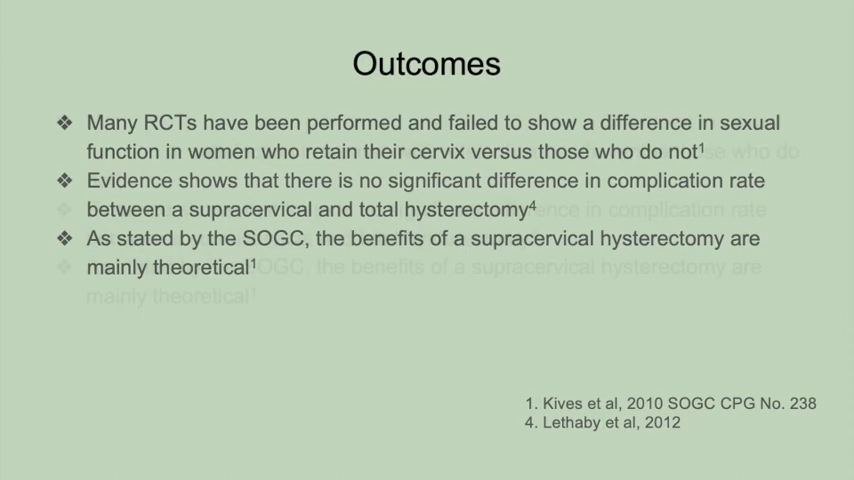 Outcomes
❖ Many RCTs have been performed and failed to show a difference in sexual
function in women who retain their cervix versus those who do not¹
❖ Evidence shows that there is no significant difference in complication rate
between a supracervical and total hysterectomy⁴
❖ As stated by the SOGC, the benefits of a supracervical hysterectomy are
mainly theoretical¹
mainly theoretical¹
1. Kives et al, 2010 SOGC CPG No. 238
4. Lethaby et al, 2012